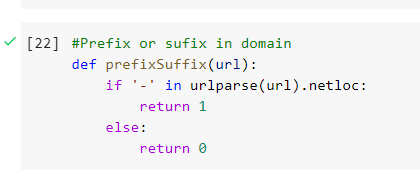 [22] #Prefix or sufix in domain
def prefixSuffix(url):
    if '-' in urlparse(url).netloc:
        return 1
    else:
        return 0